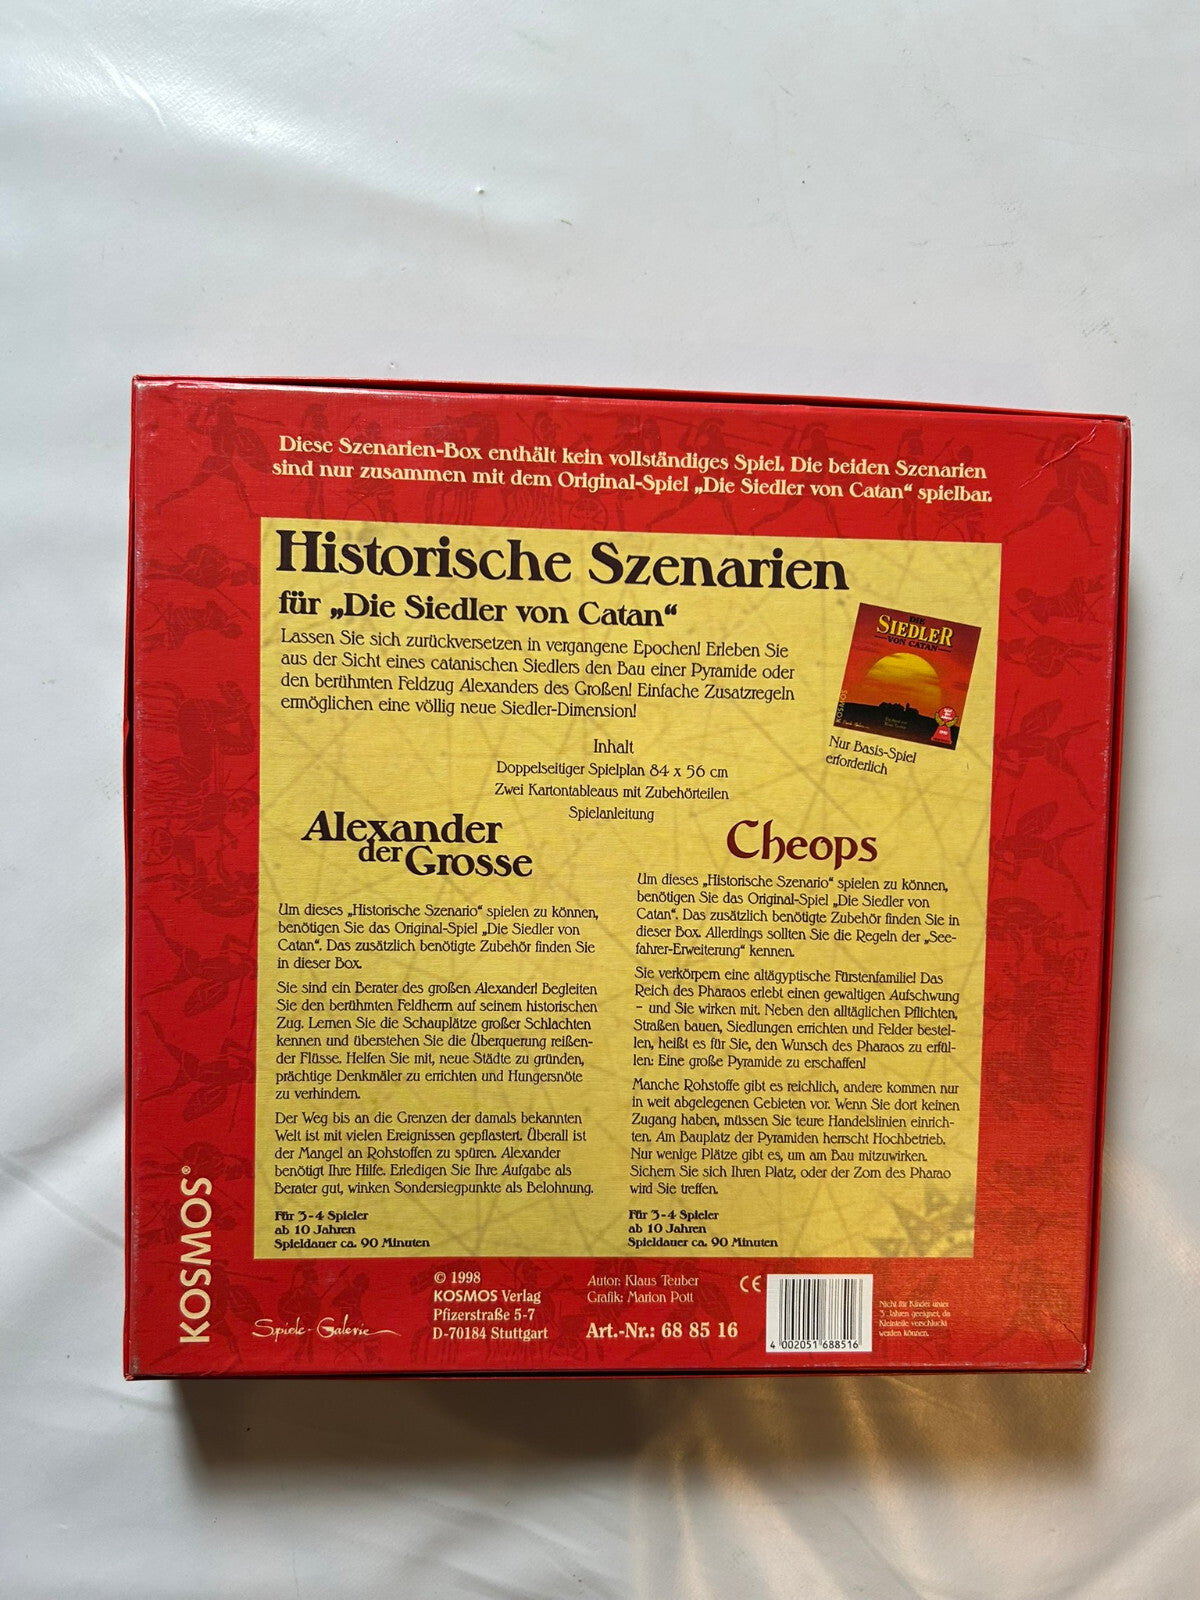 Diese Szenarien-Box enthält kein vollständiges Spiel. Die beiden Szenarien
sind nur zusammen mit dem Original-Spiel „Die Siedler von Catan“ spielbar.
Historische Szenarien
für „Die Siedler von Catan“
Lassen Sie sich zurückversetzen in vergangene Epochen! Erleben Sie
aus der Sicht eines catanischen Siedlers den Bau einer Pyramide oder
den berühmten Feldzug Alexanders des Großen! Einfache Zusatzregeln
ermöglichen eine völlig neue Siedler-Dimension!
DIE
SIEDLER
VON CATAN
KOSMOS
Nur Basis-Spiel
erforderlich
Inhalt
Doppelseitiger Spielplan 84 x 56 cm
Zwei Kartontableaus mit Zubehörteilen
Spielanleitung
Alexander
der Grosse
Um dieses „Historische Szenario“ spielen zu können,
benötigen Sie das Original-Spiel „Die Siedler von
Catan“. Das zusätzlich benötigte Zubehör finden Sie
in dieser Box.
Sie sind ein Berater des großen Alexander! Begleiten
Sie den berühmten Feldherrn auf seinem historischen
Zug. Lernen Sie die Schauplätze großer Schlachten
kennen und überstehen Sie die Überquerung reißen-
der Flüsse. Helfen Sie mit, neue Städte zu gründen,
prächtige Denkmäler zu errichten und Hungersnöte
zu verhindern.
Der Weg bis an die Grenzen der damals bekannten
Welt ist mit vielen Ereignissen gepflastert. Überall ist
der Mangel an Rohstoffen zu spüren. Alexander
benötigt Ihre Hilfe. Erledigen Sie Ihre Aufgabe als
Berater gut, winken Sondersiegpunkte als Belohnung.
Für 3-4 Spieler
ab 10 Jahren
Spieldauer ca. 90 Minuten
Cheops
Um dieses „Historische Szenario“ spielen zu können,
benötigen Sie das Original-Spiel „Die Siedler von
Catan“. Das zusätzlich benötigte Zubehör finden Sie in
dieser Box. Allerdings sollten Sie die Regeln der „See-
fahrer-Erweiterung“ kennen.
Sie verkörpern eine altägyptische Fürstenfamilie! Das
Reich des Pharaos erlebt einen gewaltigen Aufschwung
– und Sie wirken mit. Neben den alltäglichen Pflichten,
Straßen bauen, Siedlungen errichten und Felder bestel-
len, heißt es für Sie, den Wunsch des Pharaos zu erfül-
len: Eine große Pyramide zu erschaffen!
Manche Rohstoffe gibt es reichlich, andere kommen nur
in weit abgelegenen Gebieten vor. Wenn Sie dort keinen
Zugang haben, müssen Sie teure Handelslinien einrich-
ten. Am Bauplatz der Pyramiden herrscht Hochbetrieb.
Nur wenige Plätze gibt es, um am Bau mitzuwirken.
Sichern Sie sich Ihren Platz, oder der Zorn des Pharao
wird Sie treffen.
Für 3-4 Spieler
ab 10 Jahren
Spieldauer ca. 90 Minuten
KOSMOS®
Spiele-Galerie
© 1998
KOSMOS Verlag
Pfizerstraße 5-7
D-70184 Stuttgart
Autor: Klaus Teuber
Grafik: Marion Pott
Art.-Nr.: 68 85 16
CE
4 002051 688516
Nicht für Kinder unter
3 Jahren geeignet, da
Kleinteile verschluckt
werden können.